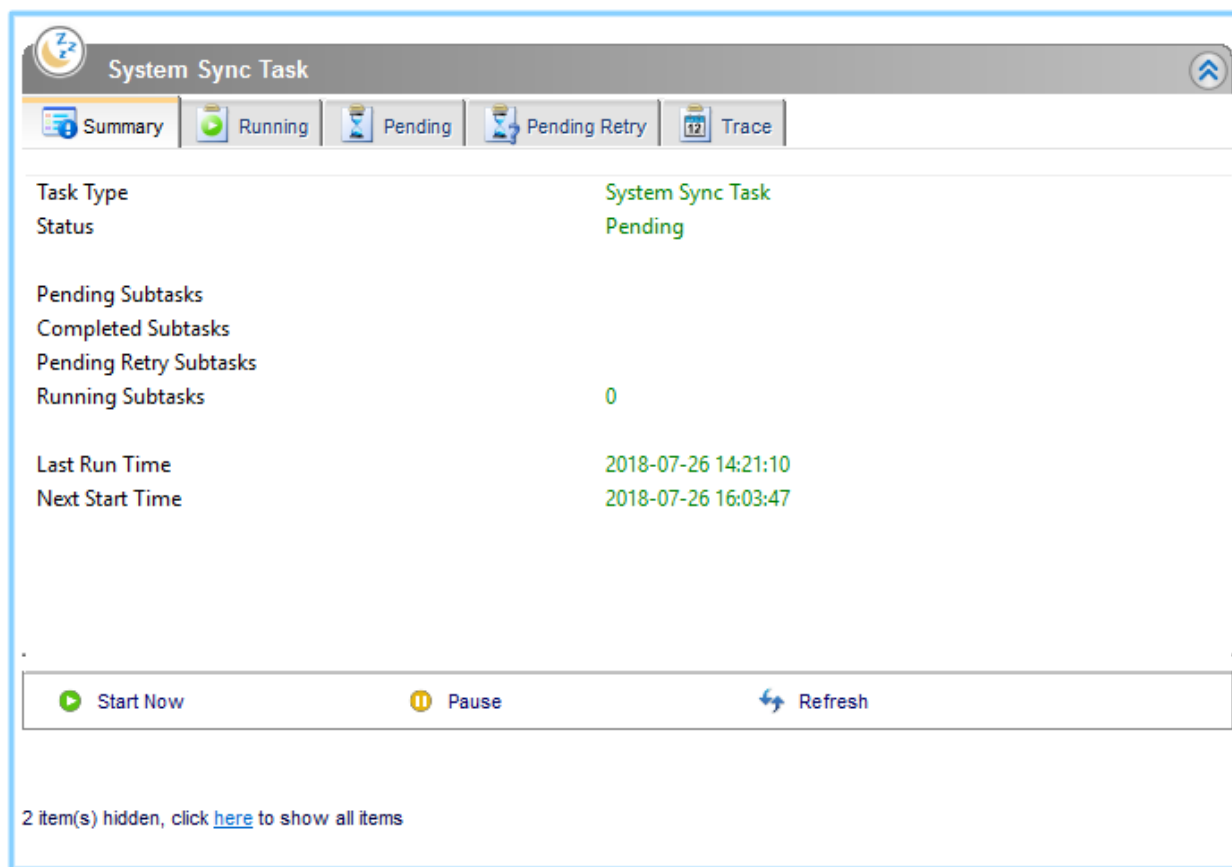 System Sync Task
Summary Running Pending Pending Retry 12 Trace
Task Type System Sync Task
Status Pending
Pending Subtasks
Completed Subtasks
Pending Retry Subtasks
Running Subtasks 0
Last Run Time 2018-07-26 14:21:10
Next Start Time 2018-07-26 16:03:47
Start Now Pause Refresh
2 item(s) hidden, click here to show all items